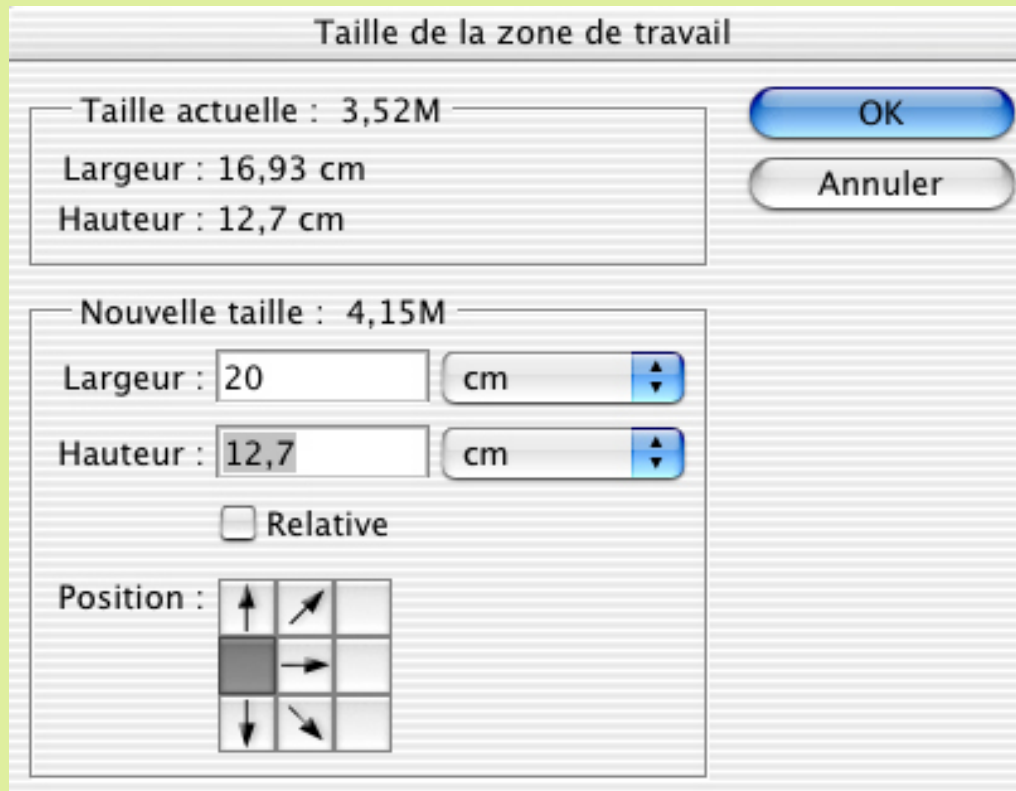 Taille de la zone de travail
Taille actuelle : 3,52M
OK
Largeur : 16,93 cm
Annuler
Hauteur : 12,7 cm
Nouvelle taille : 4,15M
Largeur : 20 cm
Hauteur : 12,7 cm
Relative
Position :